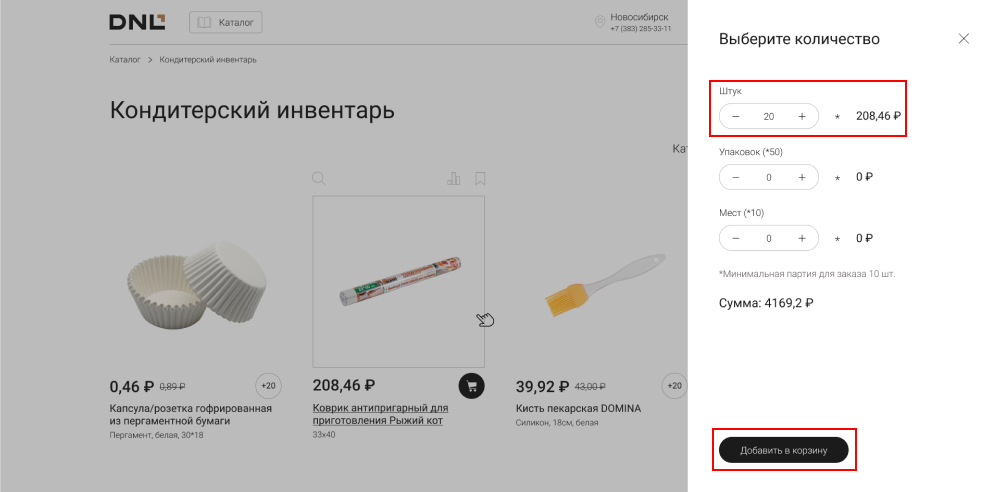 DNL
Каталог
Новосибирск
+7 (383) 285-33-11
Каталог > Кондитерский инвентарь
Кондитерский инвентарь
Кат
0,46 ₽ 0,89 ₽ +20
Капсула/розетка гофрированная
из пергаментной бумаги
Пергамент, белая, 30*18
208,46 ₽
Коврик антипригарный для
приготовления Рыжий кот
33х40
39,92 ₽ 43,00 ₽ +20
Кисть пекарская DOMINA
Силикон, 18см, белая
Выберите количество
Штук
− 20 + * 208,46 ₽
Упаковок (*50)
− 0 + * 0 ₽
Мест (*10)
− 0 + * 0 ₽
*Минимальная партия для заказа 10 шт.
Сумма: 4169,2 ₽
Добавить в корзину